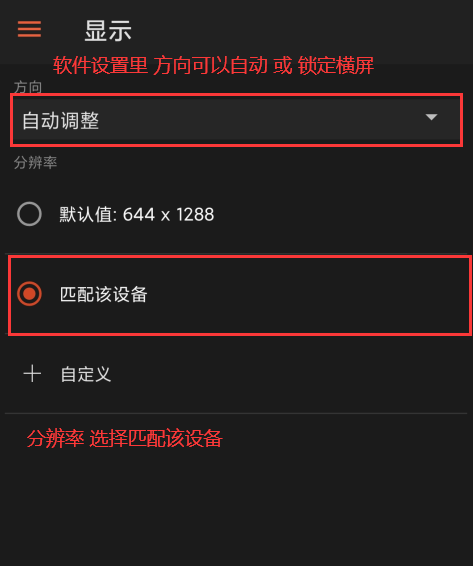 显示
软件设置里 方向可以自动 或 锁定横屏
方向
自动调整
分辨率
默认值: 644 x 1288
匹配该设备
自定义
分辨率 选择匹配该设备